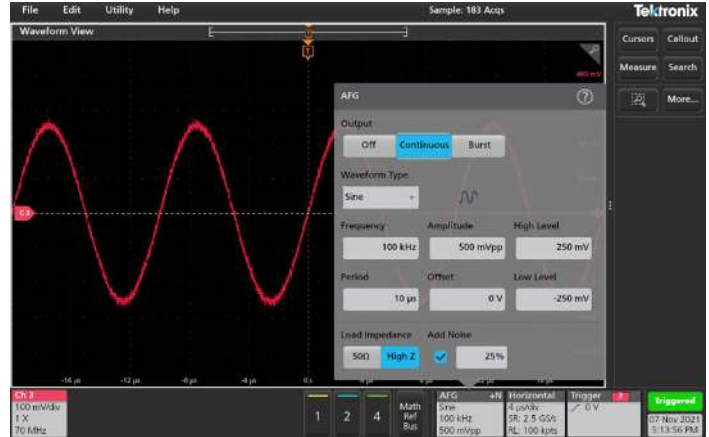 File Edit Utility Help Sample: 183 Acqs Tektronix
Waveform View
T
Cursors Callout
Measure Search
More...
AFG ?
Output
Off Continuous Burst
Waveform Type
Sine
Frequency Amplitude High Level
100 kHz 500 mVpp 250 mV
Period Offset Low Level
10 µs 0 V -250 mV
Load Impedance Add Noise
50Ω High Z 25%
C3
-16 µs -12 µs -8 µs -4 µs 0 s
Ch 3
100 mV/div
1 X
70 MHz
1 2 4
Math
Ref
Bus
AFG +N
Sine
100 kHz
500 mVpp
Horizontal
4 µs/div
SR: 2.5 GS/s
RL: 100 kpts
Trigger 3
0 V
Triggered
07 Nov 2021
5:13:56 PM